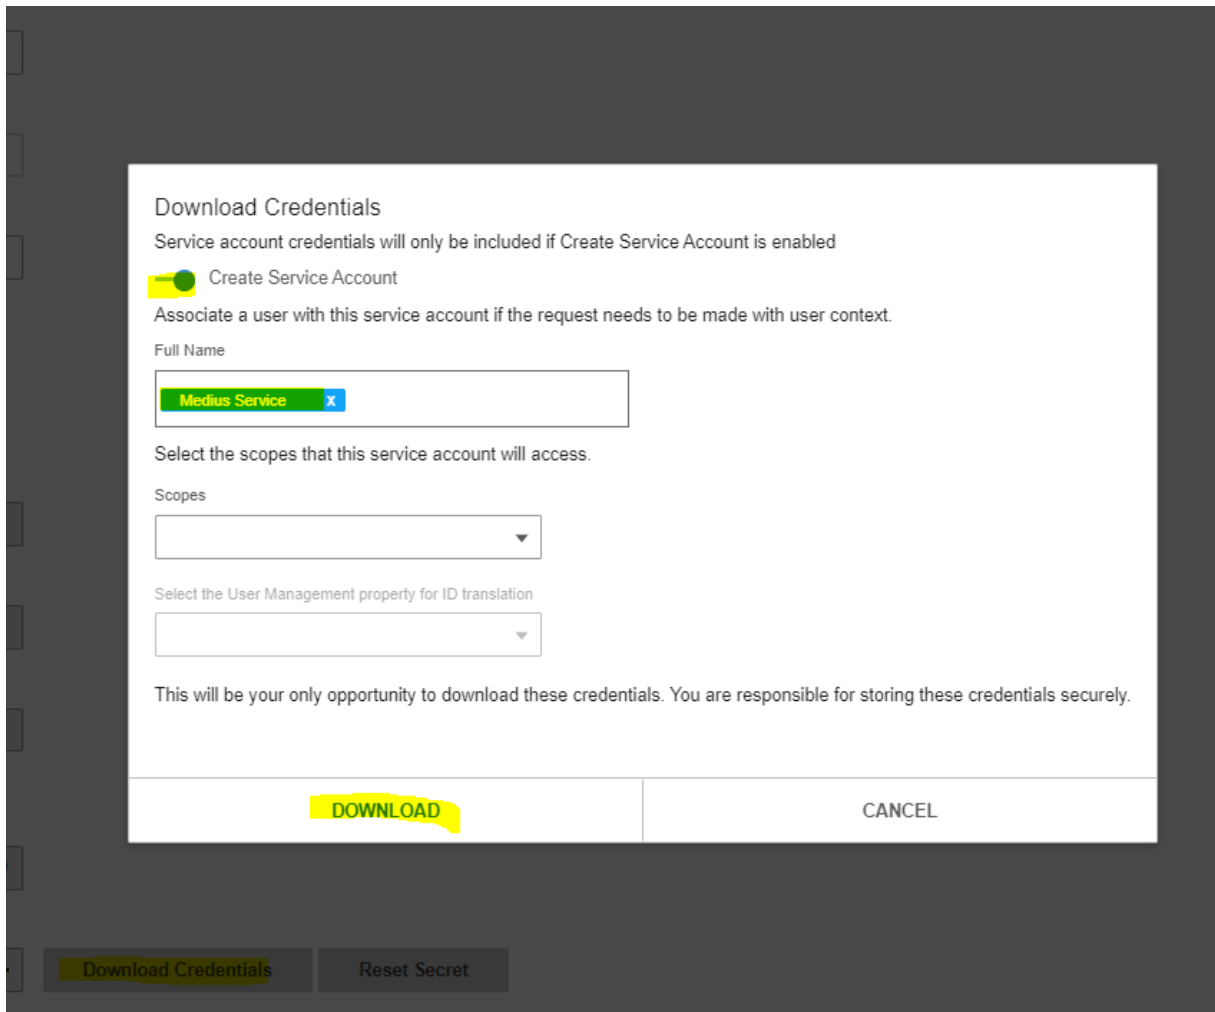 Download Credentials
Service account credentials will only be included if Create Service Account is enabled
Create Service Account
Associate a user with this service account if the request needs to be made with user context.
Full Name
Medius Service x
Select the scopes that this service account will access.
Scopes
Select the User Management property for ID translation
This will be your only opportunity to download these credentials. You are responsible for storing these credentials securely.
DOWNLOAD CANCEL
Download Credentials Reset Secret